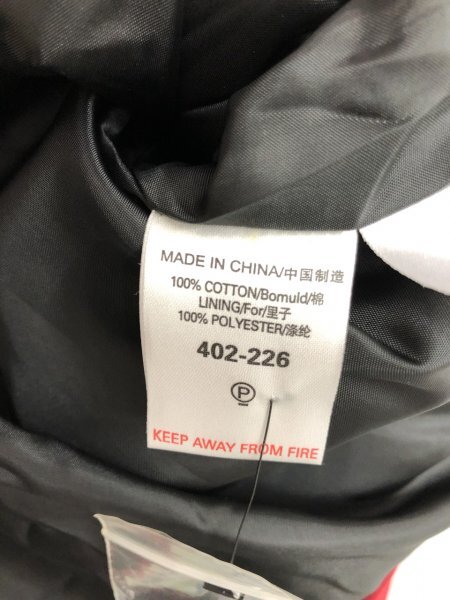 MADE IN CHINA/中国制造
100% COTTON/Bomuld/棉
LINING/For/里子
100% POLYESTER/涤纶
402-226
P
KEEP AWAY FROM FIRE